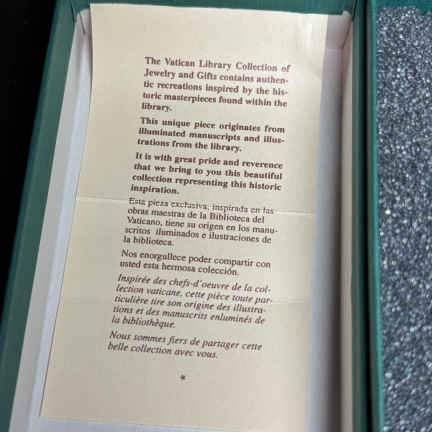 The Vatican Library Collection of
Jewelry and Gifts contains authen-
tic recreations inspired by the his-
toric masterpieces found within the
library.
This unique piece originates from
illuminated manuscripts and illus-
trations from the library.
It is with great pride and reverence
that we bring to you this beautiful
collection representing this historic
inspiration.
Esta pieza exclusiva, inspirada en las
obras maestras de la Biblioteca del
Vaticano, tiene su origen en los manu-
scritos iluminados e ilustraciones de
la biblioteca.
Nos enorgullece poder compartir con
usted esta hermosa colección.
Inspirée des chefs-d'oeuvre de la col-
lection vaticane, cette pièce toute par-
ticulière tire son origine des illustra-
tions et des manuscrits enluminés de
la bibliothèque.
Nous sommes fiers de partager cette
belle collection avec vous.
*